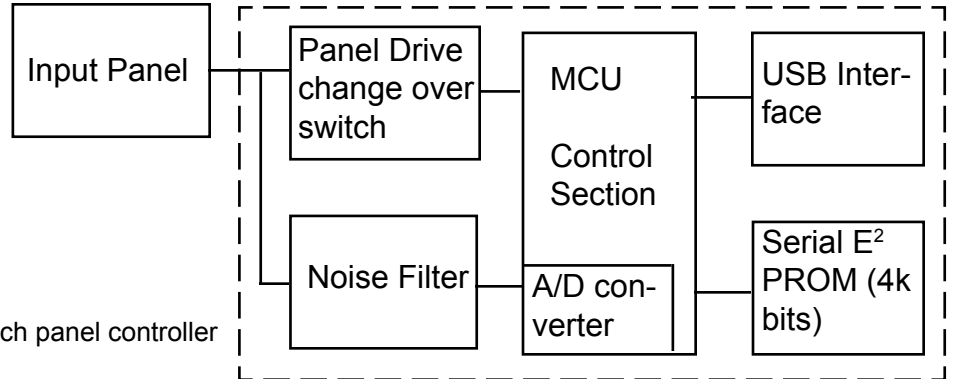 Input Panel
Panel Drive
change over
switch
MCU
Control
Section
USB Inter-
face
Noise Filter
A/D con-
verter
Serial E²
PROM (4k
bits)
ch panel controller